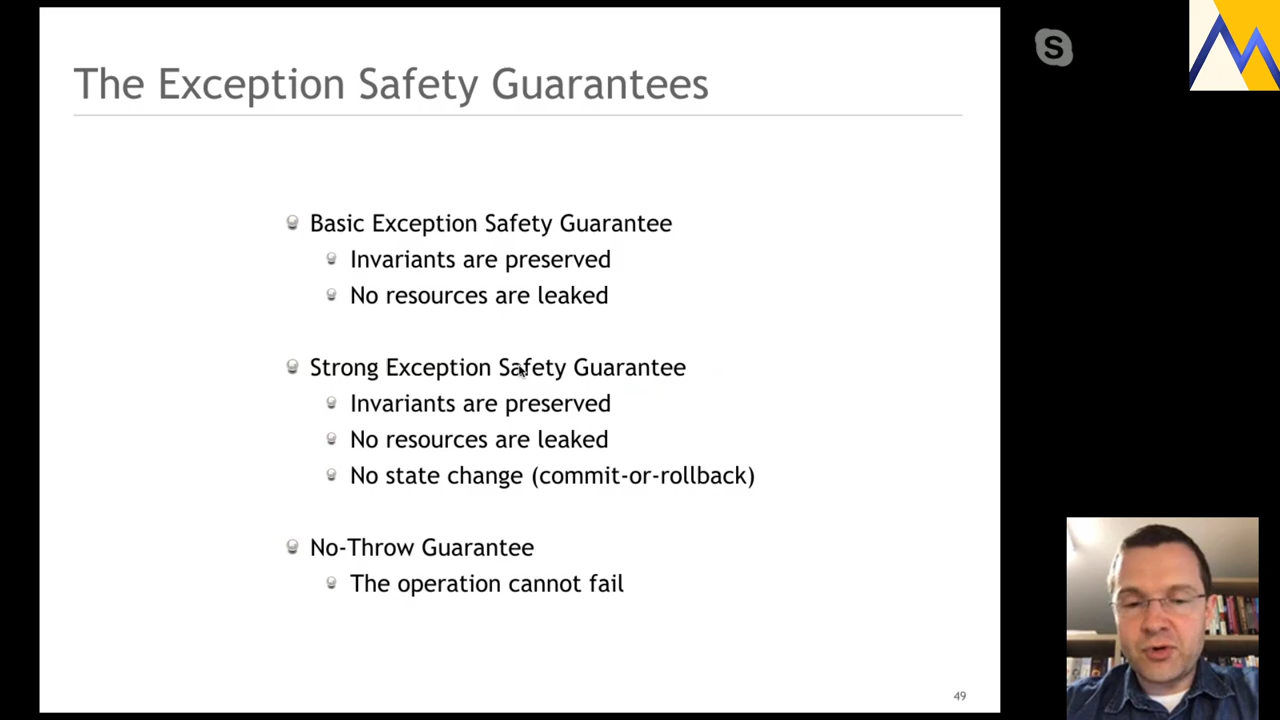 The Exception Safety Guarantees
Basic Exception Safety Guarantee
Invariants are preserved
No resources are leaked
Strong Exception Safety Guarantee
Invariants are preserved
No resources are leaked
No state change (commit-or-rollback)
No-Throw Guarantee
The operation cannot fail
49